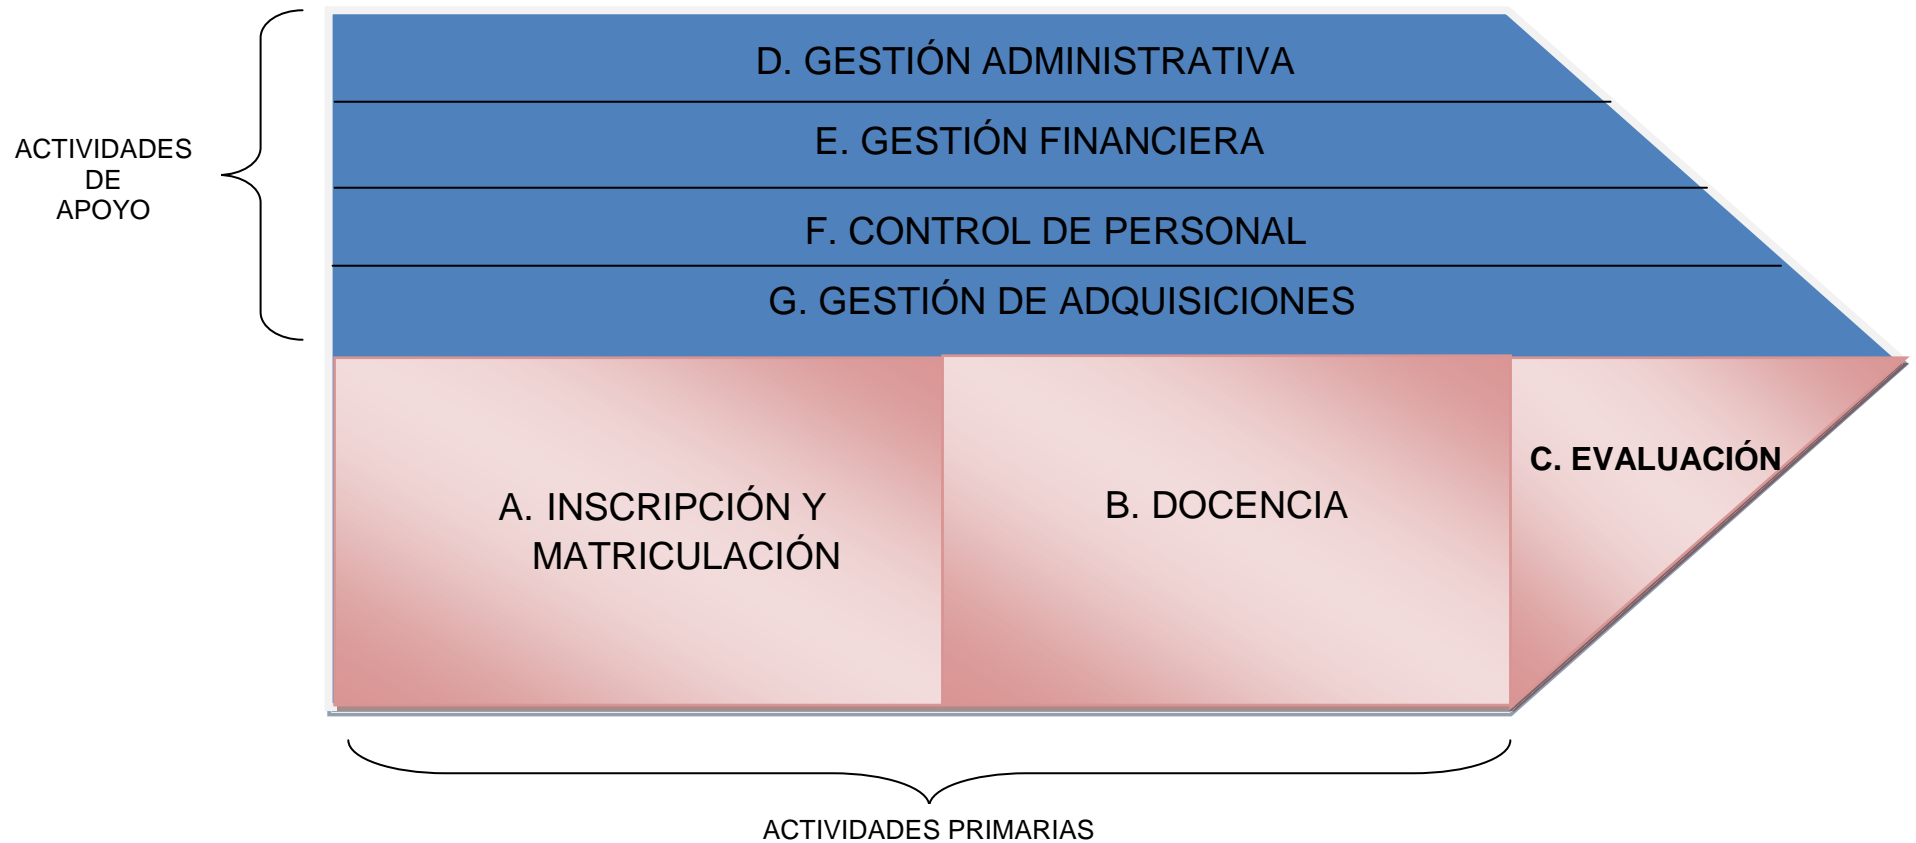 D. GESTIÓN ADMINISTRATIVA
E. GESTIÓN FINANCIERA
ACTIVIDADES
DE
APOYO
F. CONTROL DE PERSONAL
G. GESTIÓN DE ADQUISICIONES
A. INSCRIPCIÓN Y
MATRICULACIÓN
B. DOCENCIA
C. EVALUACIÓN
ACTIVIDADES PRIMARIAS